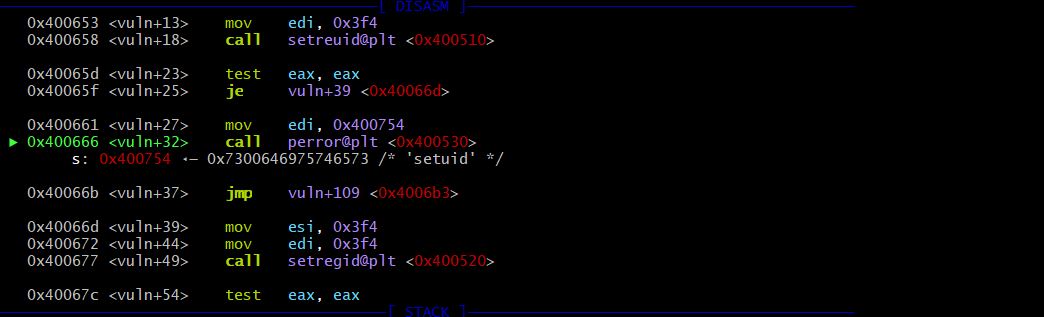 [ DISASM ]
0x400653 <vuln+13> mov edi, 0x3f4
0x400658 <vuln+18> call setreuid@plt <0x400510>
0x40065d <vuln+23> test eax, eax
0x40065f <vuln+25> je vuln+39 <0x40066d>
0x400661 <vuln+27> mov edi, 0x400754
► 0x400666 <vuln+32> call perror@plt <0x400530>
s: 0x400754 ◂— 0x7300646975746573 /* 'setuid' */
0x40066b <vuln+37> jmp vuln+109 <0x4006b3>
0x40066d <vuln+39> mov esi, 0x3f4
0x400672 <vuln+44> mov edi, 0x3f4
0x400677 <vuln+49> call setregid@plt <0x400520>
0x40067c <vuln+54> test eax, eax
[ STACK ]